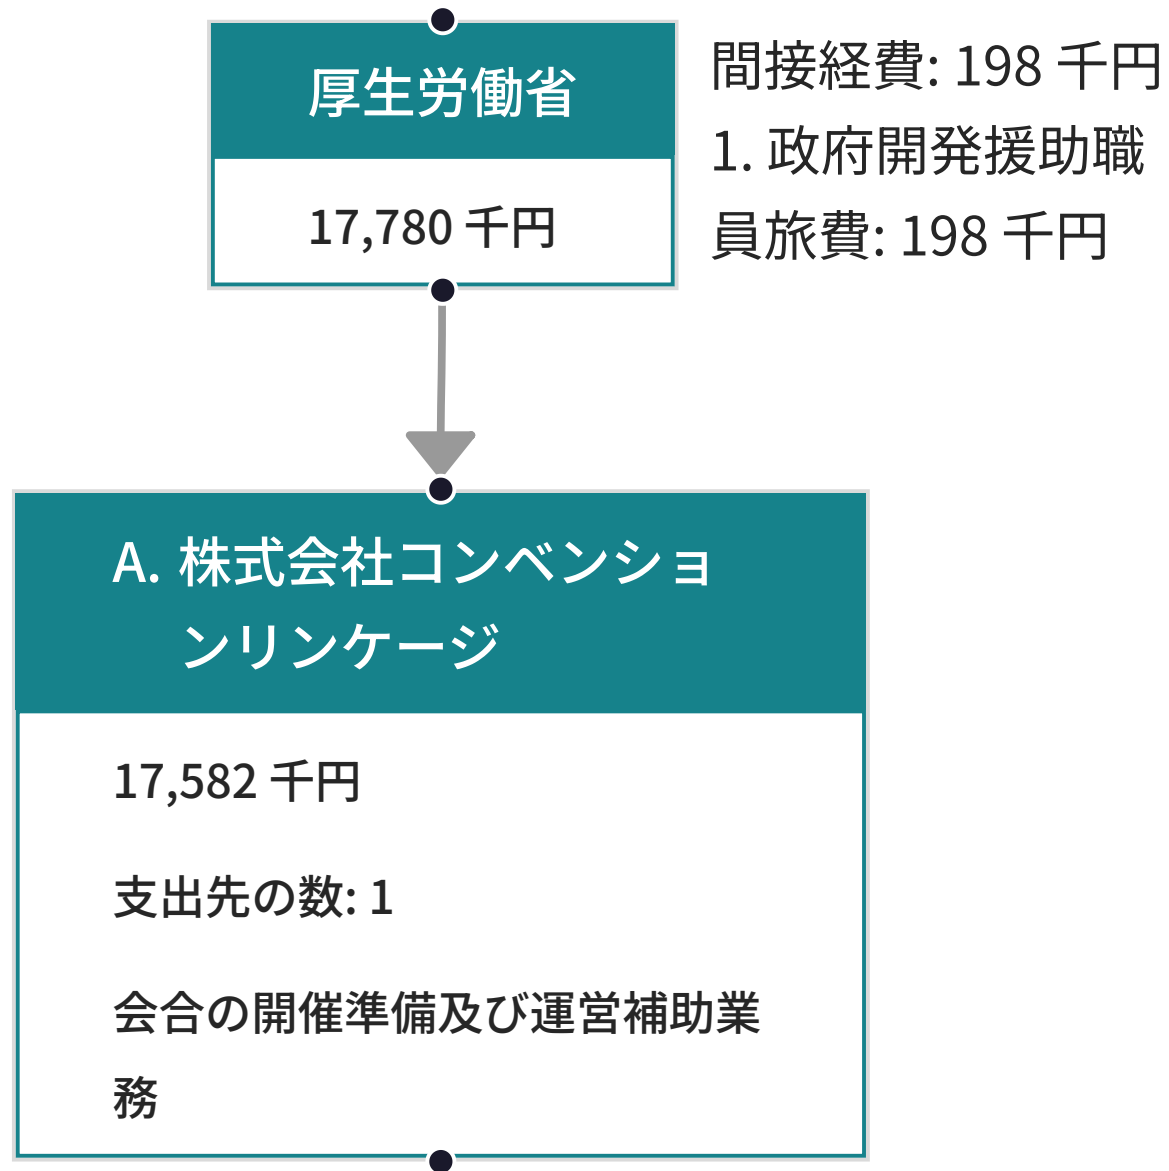 厚生労働省
17,780 千円
間接経費: 198 千円
1. 政府開発援助職
員旅費: 198 千円
A. 株式会社コンベンショ
ンリンケージ
17,582 千円
支出先の数: 1
会合の開催準備及び運営補助業
務